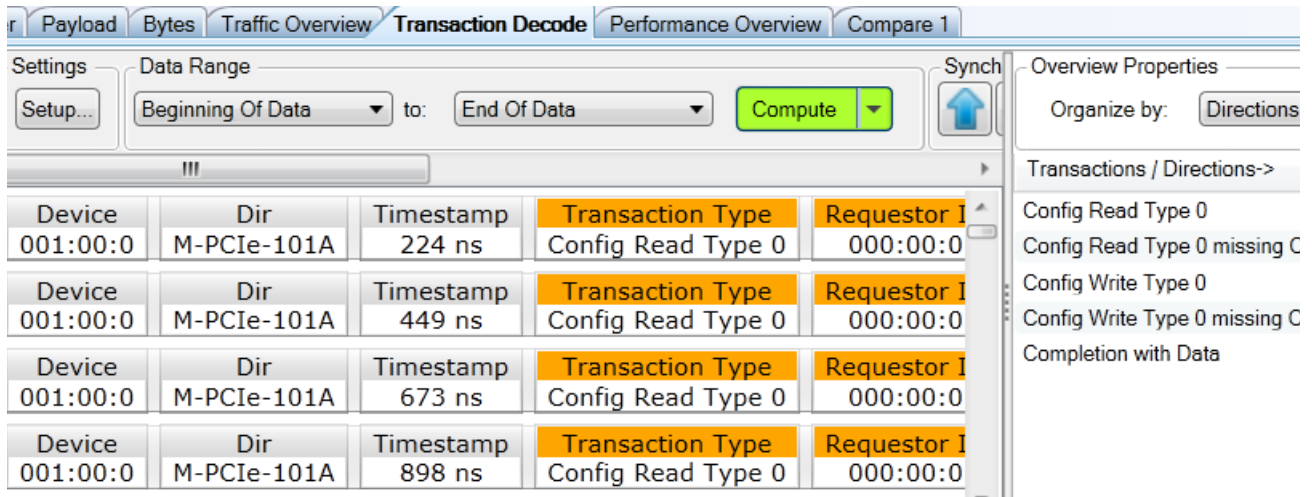 r Payload Bytes Traffic Overview Transaction Decode Performance Overview Compare 1
Settings Data Range Synch Overview Properties
Setup... Beginning Of Data to: End Of Data Compute Organize by: Directions
Transactions / Directions->
Device Dir Timestamp Transaction Type Requestor I
001:00:0 M-PCIe-101A 224 ns Config Read Type 0 000:00:0
Device Dir Timestamp Transaction Type Requestor I
001:00:0 M-PCIe-101A 449 ns Config Read Type 0 000:00:0
Device Dir Timestamp Transaction Type Requestor I
001:00:0 M-PCIe-101A 673 ns Config Read Type 0 000:00:0
Device Dir Timestamp Transaction Type Requestor I
001:00:0 M-PCIe-101A 898 ns Config Read Type 0 000:00:0
Config Read Type 0
Config Read Type 0 missing C
Config Write Type 0
Config Write Type 0 missing C
Completion with Data